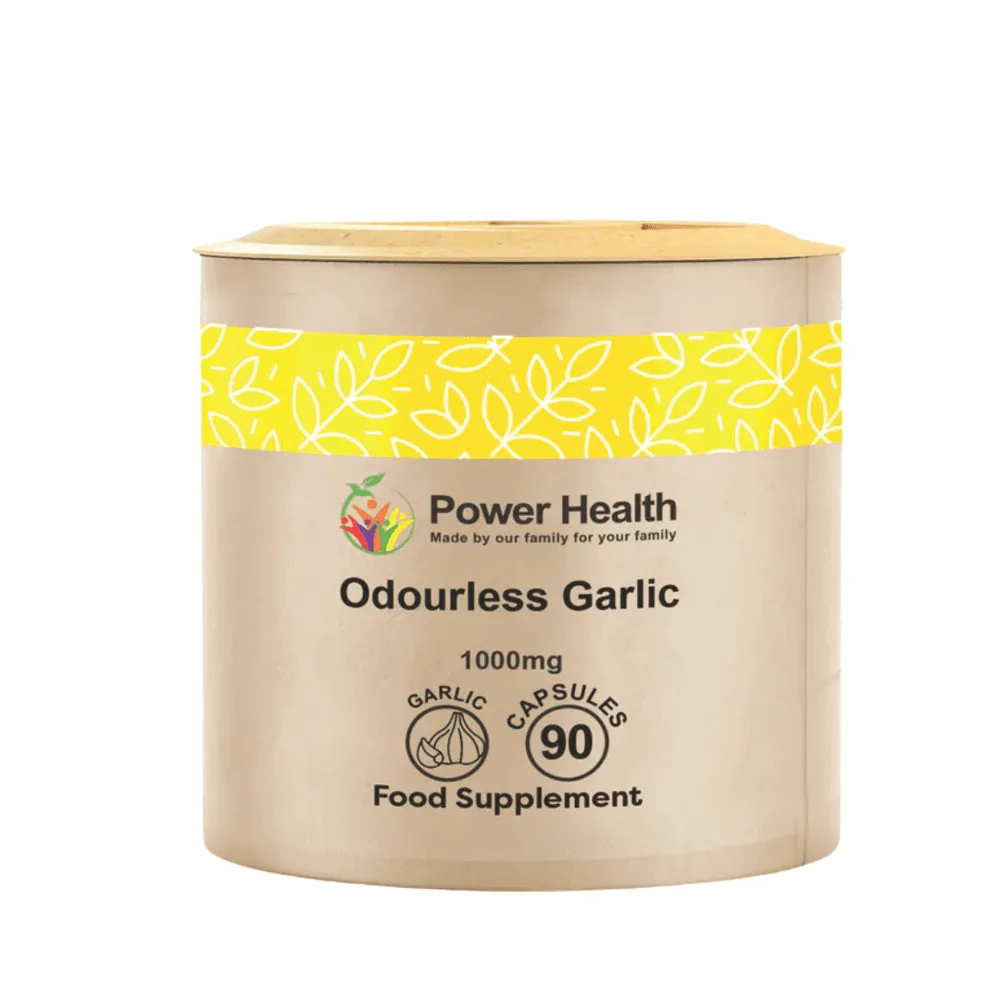 Power Health
Made by our family for your family
Odourless Garlic
1000mg
GARLIC
CAPSULES
90
Food Supplement